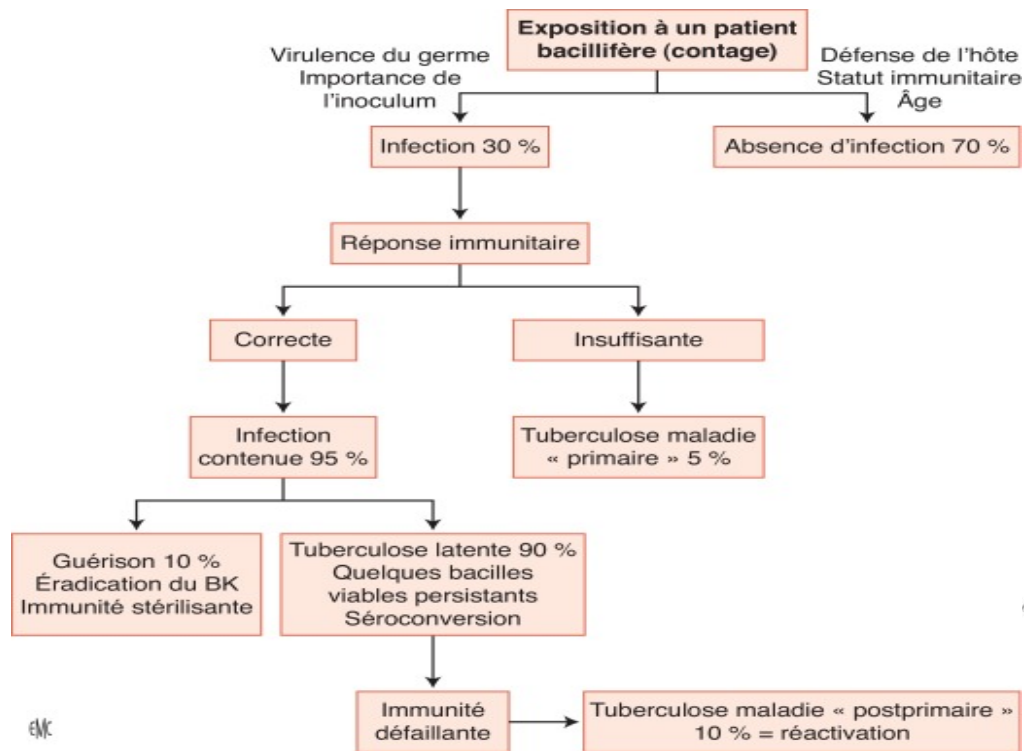 Exposition à un patient
bacillifère (contage)
Virulence du germe
Importance de
l'inoculum
Défense de l'hôte
Statut immunitaire
Âge
Infection 30 %
Absence d'infection 70 %
Réponse immunitaire
Correcte
Insuffisante
Infection
contenue 95 %
Tuberculose maladie
« primaire » 5 %
Guérison 10 %
Éradication du BK
Immunité stérilisante
Tuberculose latente 90 %
Quelques bacilles
viables persistants
Séroconversion
Immunité
défaillante
Tuberculose maladie « postprimaire »
10 % = réactivation
EMC